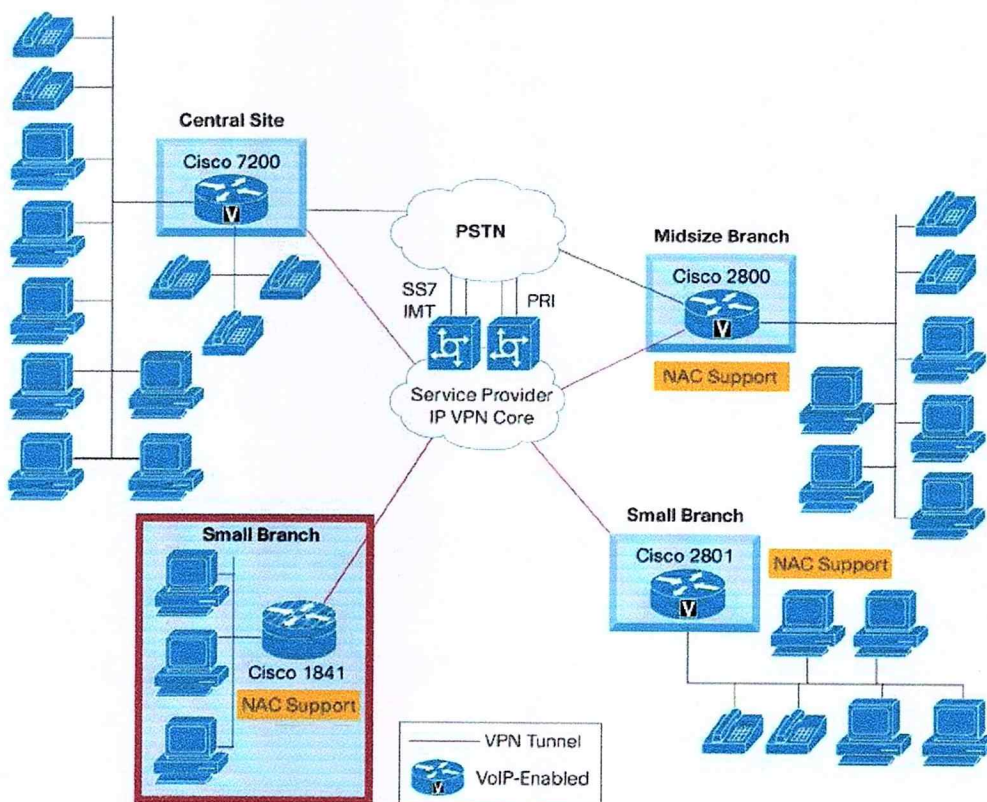 Central Site
Cisco 7200
V
PSTN
SS7
IMT
PRI
Midsize Branch
Cisco 2800
V
NAC Support
Service Provider
IP VPN Core
Small Branch
Cisco 1841
NAC Support
Small Branch
Cisco 2801
V
NAC Support
VPN Tunnel
V
VoIP-Enabled